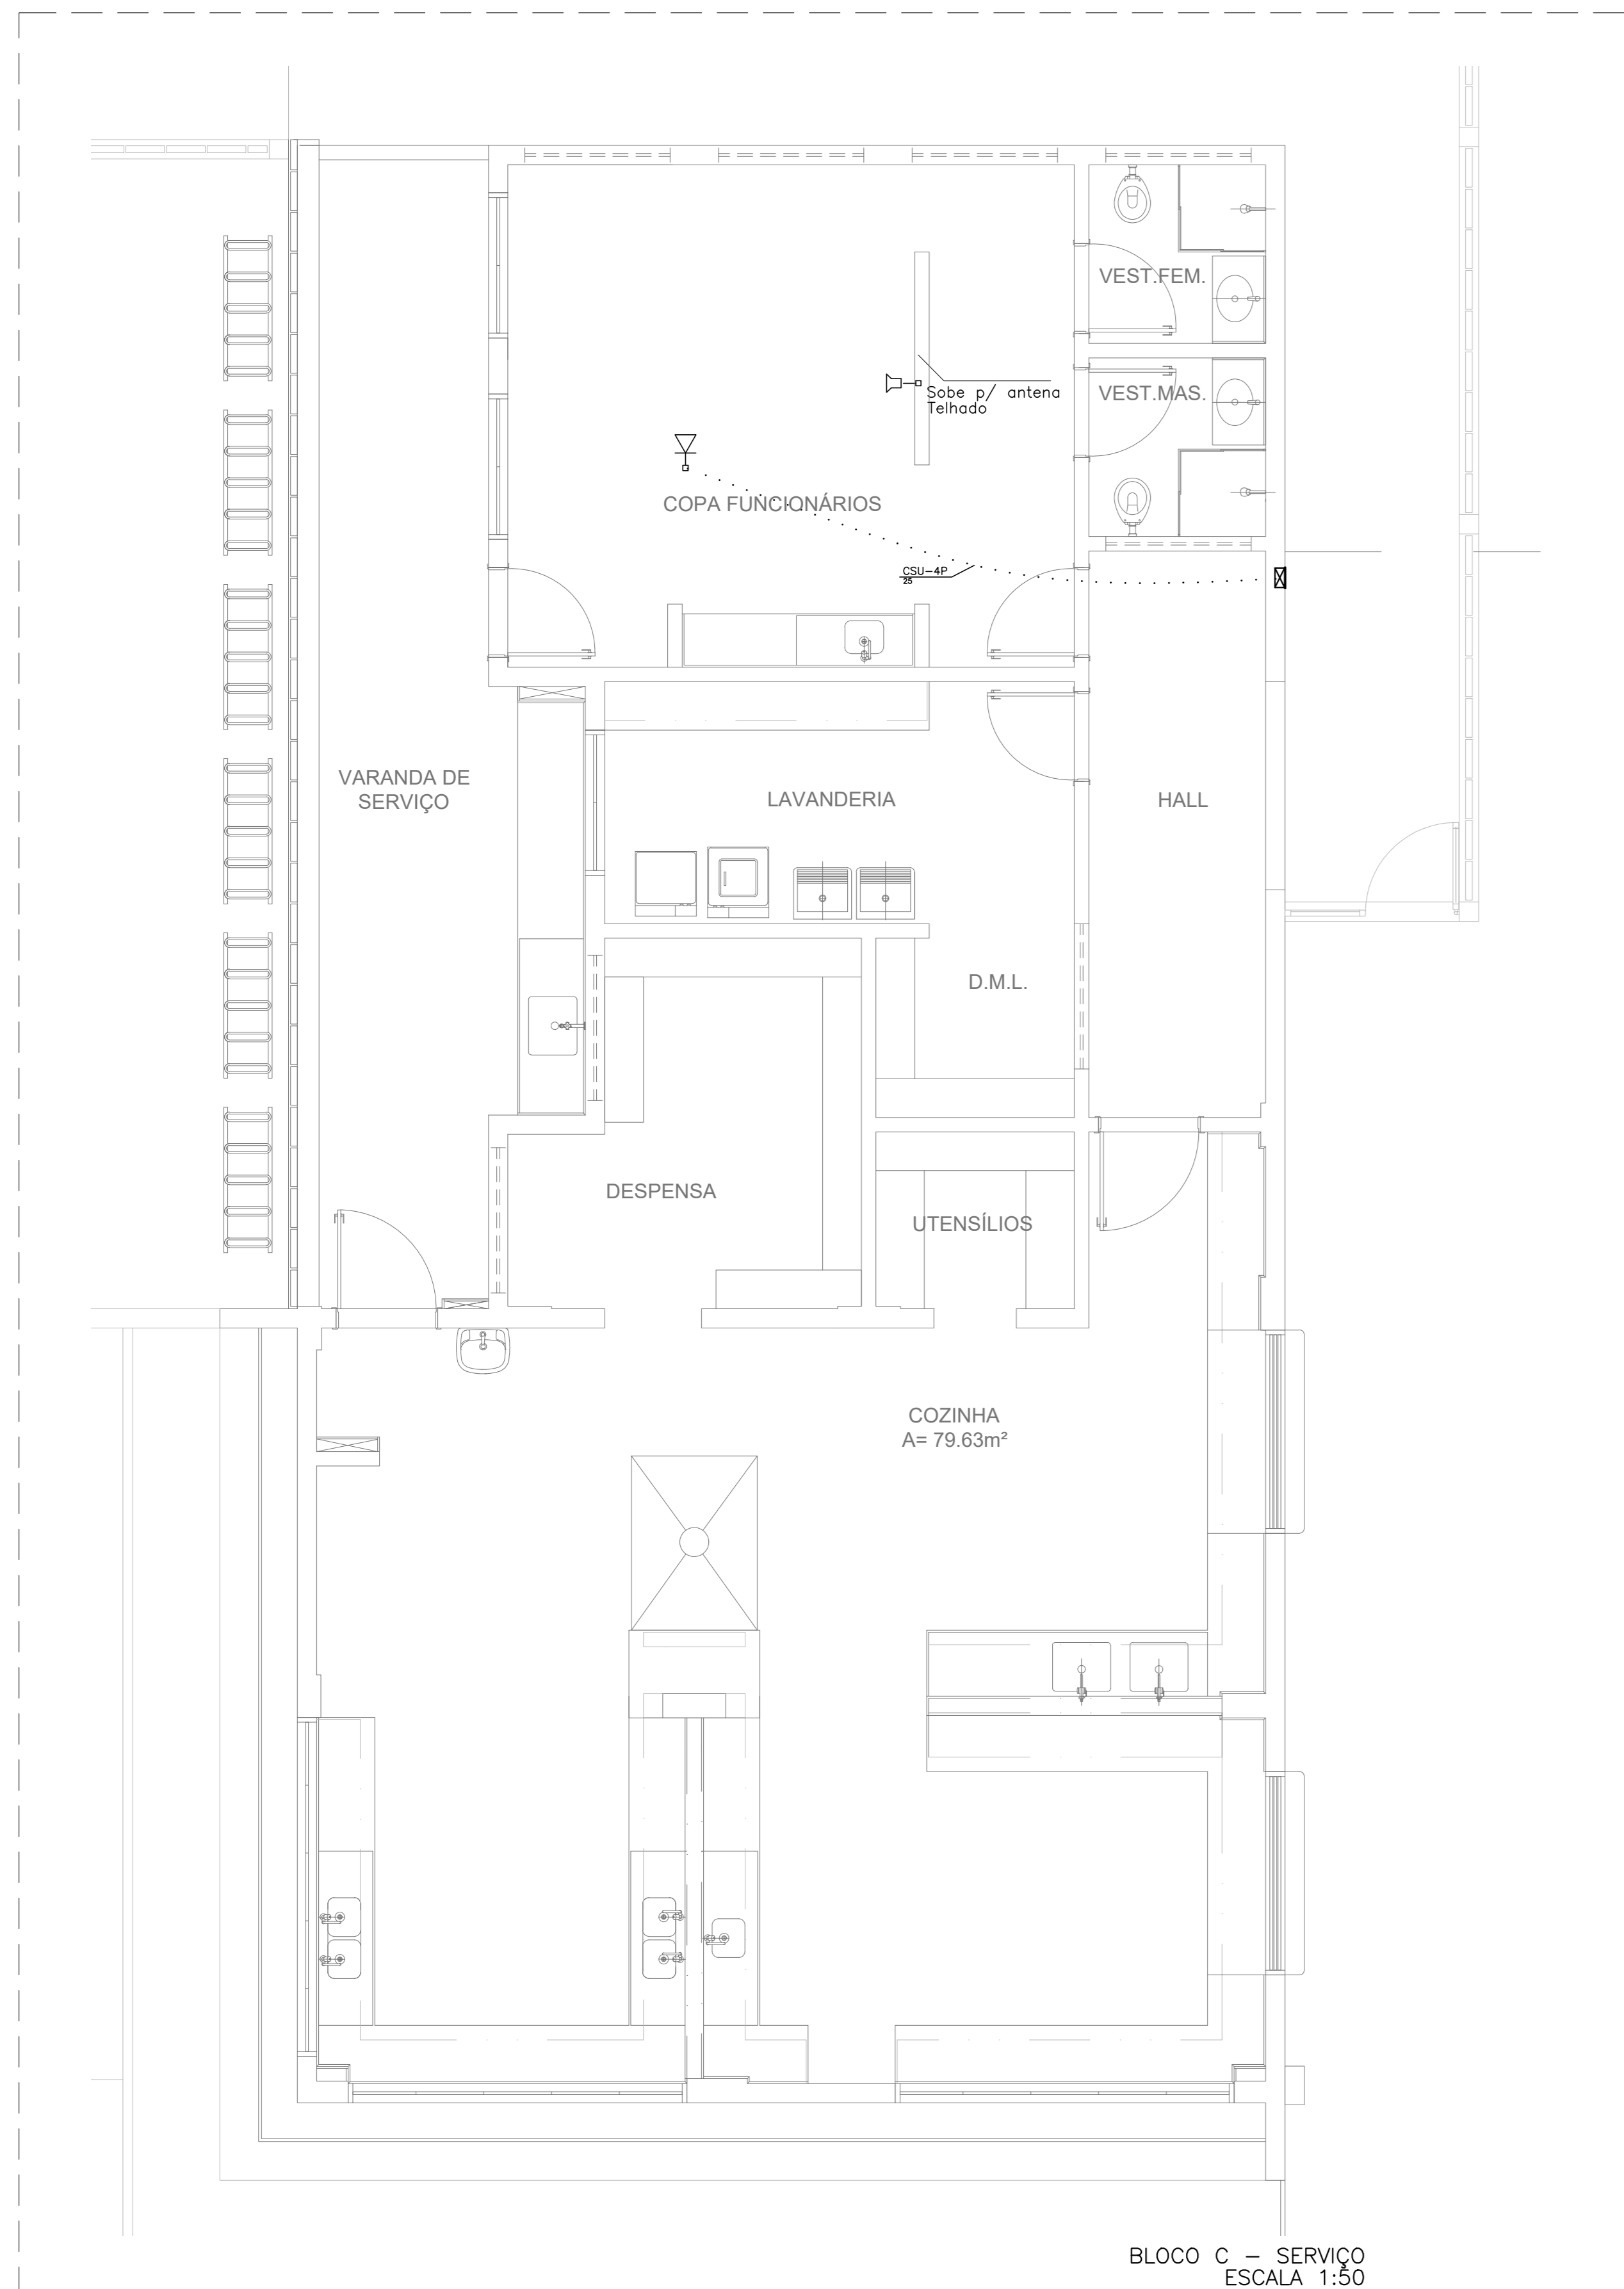 VEST.FEM.
Sobe p/ antena
Telhado
VEST.MAS.
COPA FUNCIONÁRIOS
CSU-4P
25
VARANDA DE
SERVIÇO
LAVANDERIA
HALL
D.M.L.
DESPENSA
UTENSÍLIOS
COZINHA
A= 79.63m²
BLOCO C - SERVIÇO
ESCALA 1:50